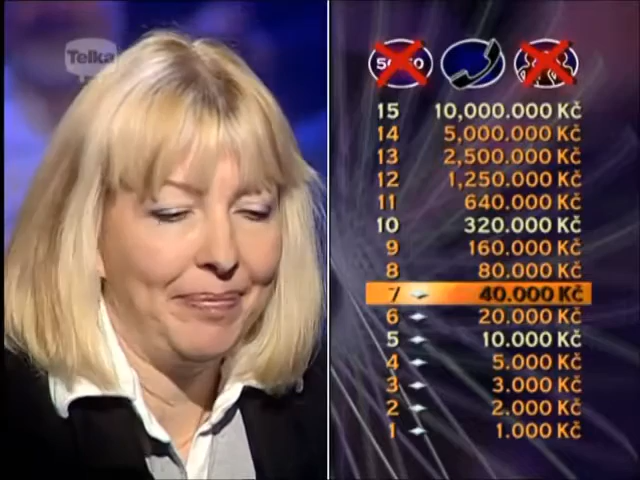 Telka
50:50
15 10,000.000 Kč
14 5,000.000 Kč
13 2,500.000 Kč
12 1,250.000 Kč
11 640.000 Kč
10 320.000 Kč
9 160.000 Kč
8 80.000 Kč
7 40.000 Kč
6 20.000 Kč
5 10.000 Kč
4 5.000 Kč
3 3.000 Kč
2 2.000 Kč
1 1.000 Kč